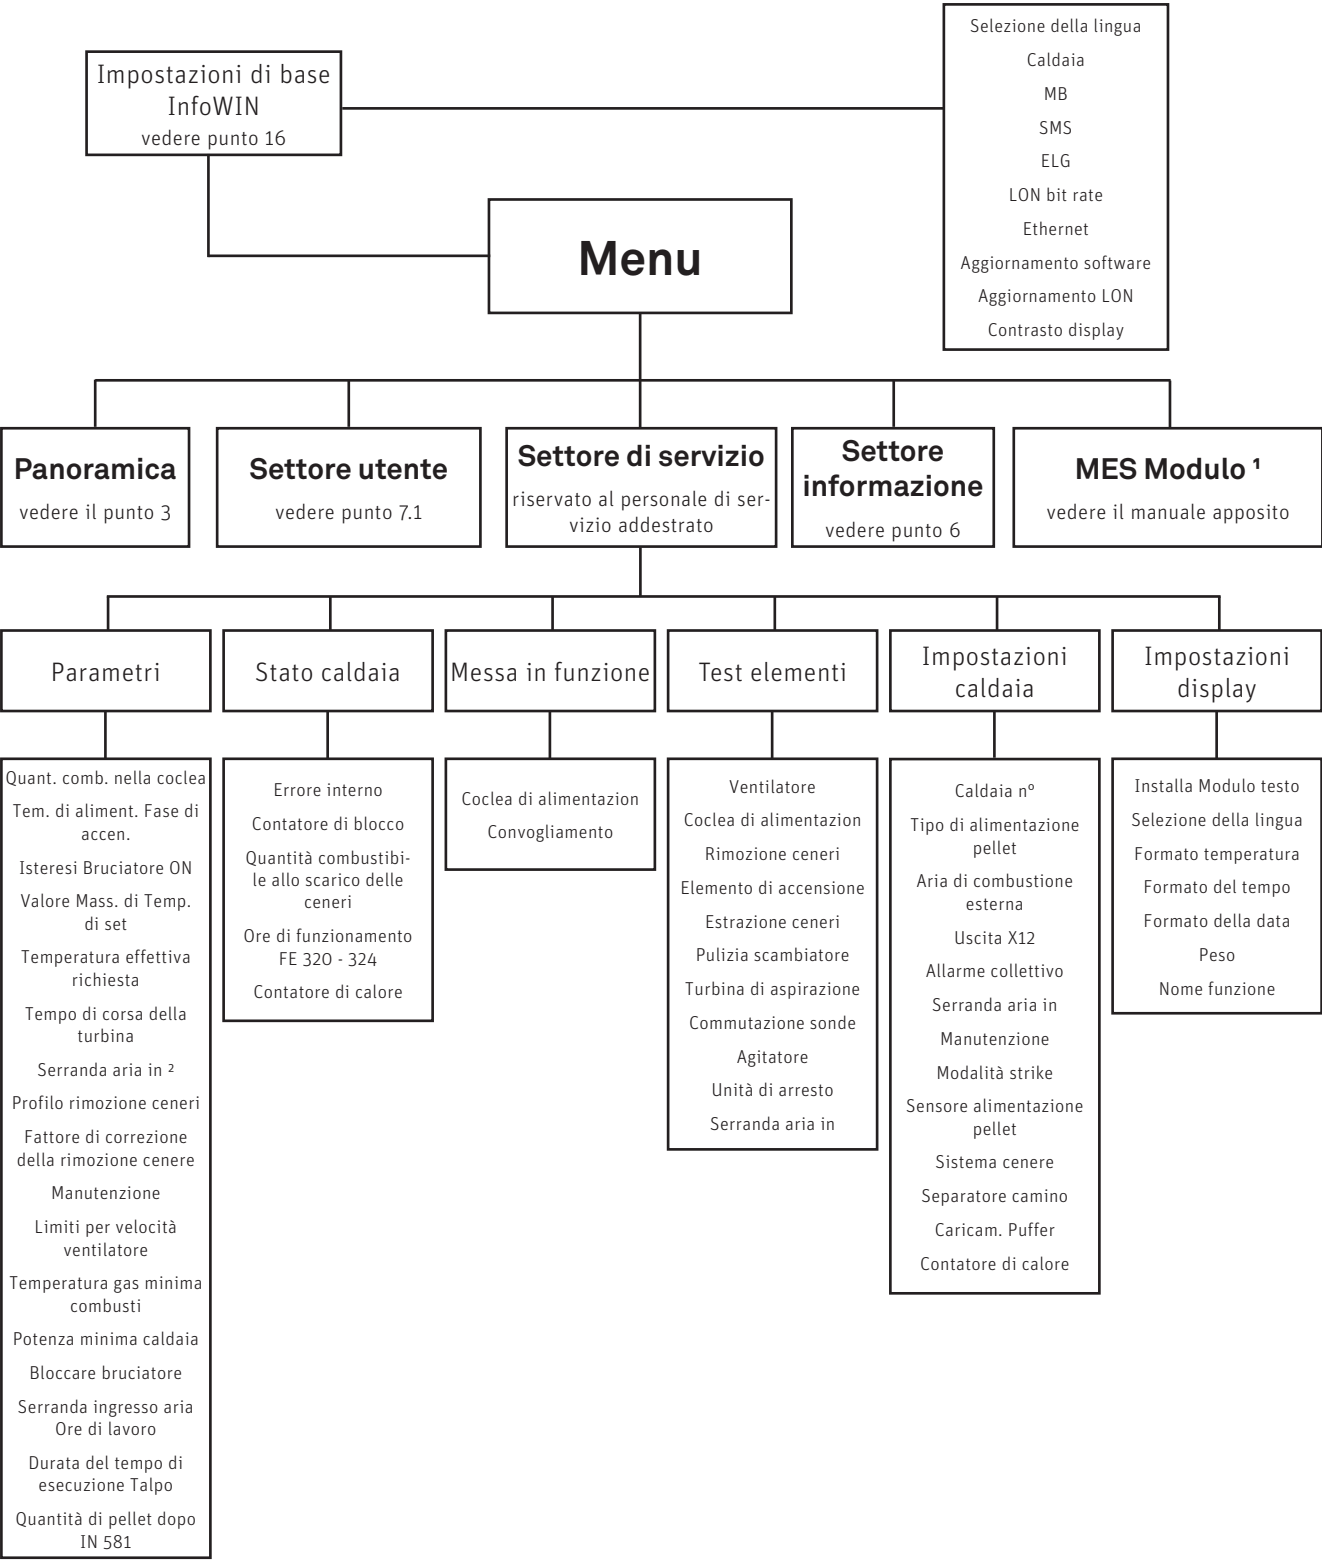 Impostazioni di base
InfoWIN
vedere punto 16
Selezione della lingua
Caldaia
MB
SMS
ELG
LON bit rate
Ethernet
Aggiornamento software
Aggiornamento LON
Contrasto display
Menu
Panoramica
vedere il punto 3
Settore utente
vedere punto 7.1
Settore di servizio
riservato al personale di ser-
vizio addestrato
Settore
informazione
vedere punto 6
MES Modulo ¹
vedere il manuale apposito
Parametri
Stato caldaia
Messa in funzione
Test elementi
Impostazioni
caldaia
Impostazioni
display
Quant. comb. nella coclea
Tem. di aliment. Fase di
accen.
Isteresi Bruciatore ON
Valore Mass. di Temp.
di set
Temperatura effettiva
richiesta
Tempo di corsa della
turbina
Serranda aria in ²
Profilo rimozione ceneri
Fattore di correzione
della rimozione cenere
Manutenzione
Limiti per velocità
ventilatore
Temperatura gas minima
combusti
Potenza minima caldaia
Bloccare bruciatore
Serranda ingresso aria
Ore di lavoro
Durata del tempo di
esecuzione Talpo
Quantità di pellet dopo
IN 581
Errore interno
Contatore di blocco
Quantità combustibi-
le allo scarico delle
ceneri
Ore di funzionamento
FE 320 - 324
Contatore di calore
Coclea di alimentazion
Convogliamento
Ventilatore
Coclea di alimentazion
Rimozione ceneri
Elemento di accensione
Estrazione ceneri
Pulizia scambiatore
Turbina di aspirazione
Commutazione sonde
Agitatore
Unità di arresto
Serranda aria in
Caldaia n°
Tipo di alimentazione
pellet
Aria di combustione
esterna
Uscita X12
Allarme collettivo
Serranda aria in
Manutenzione
Modalità strike
Sensore alimentazione
pellet
Sistema cenere
Separatore camino
Caricam. Puffer
Contatore di calore
Installa Modulo testo
Selezione della lingua
Formato temperatura
Formato del tempo
Formato della data
Peso
Nome funzione